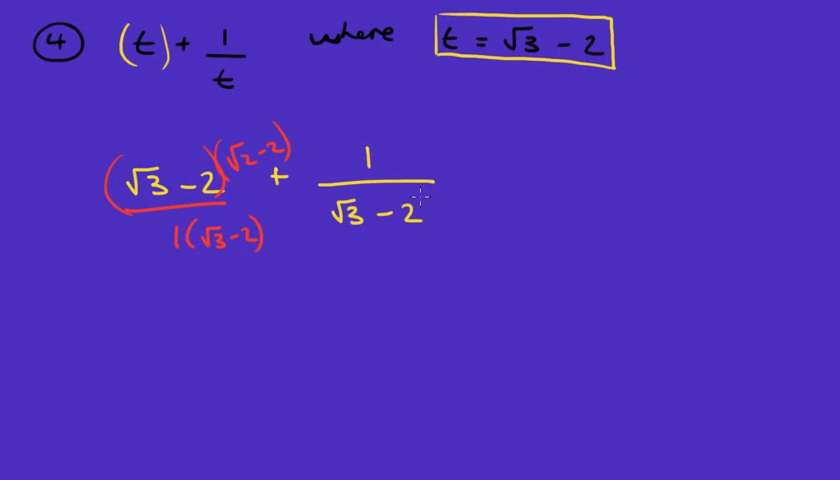 ④ (t) + 1/t where t = √3 - 2
(√3 - 2)(√2 - 2) / 1(√3 - 2) + 1/(√3 - 2)